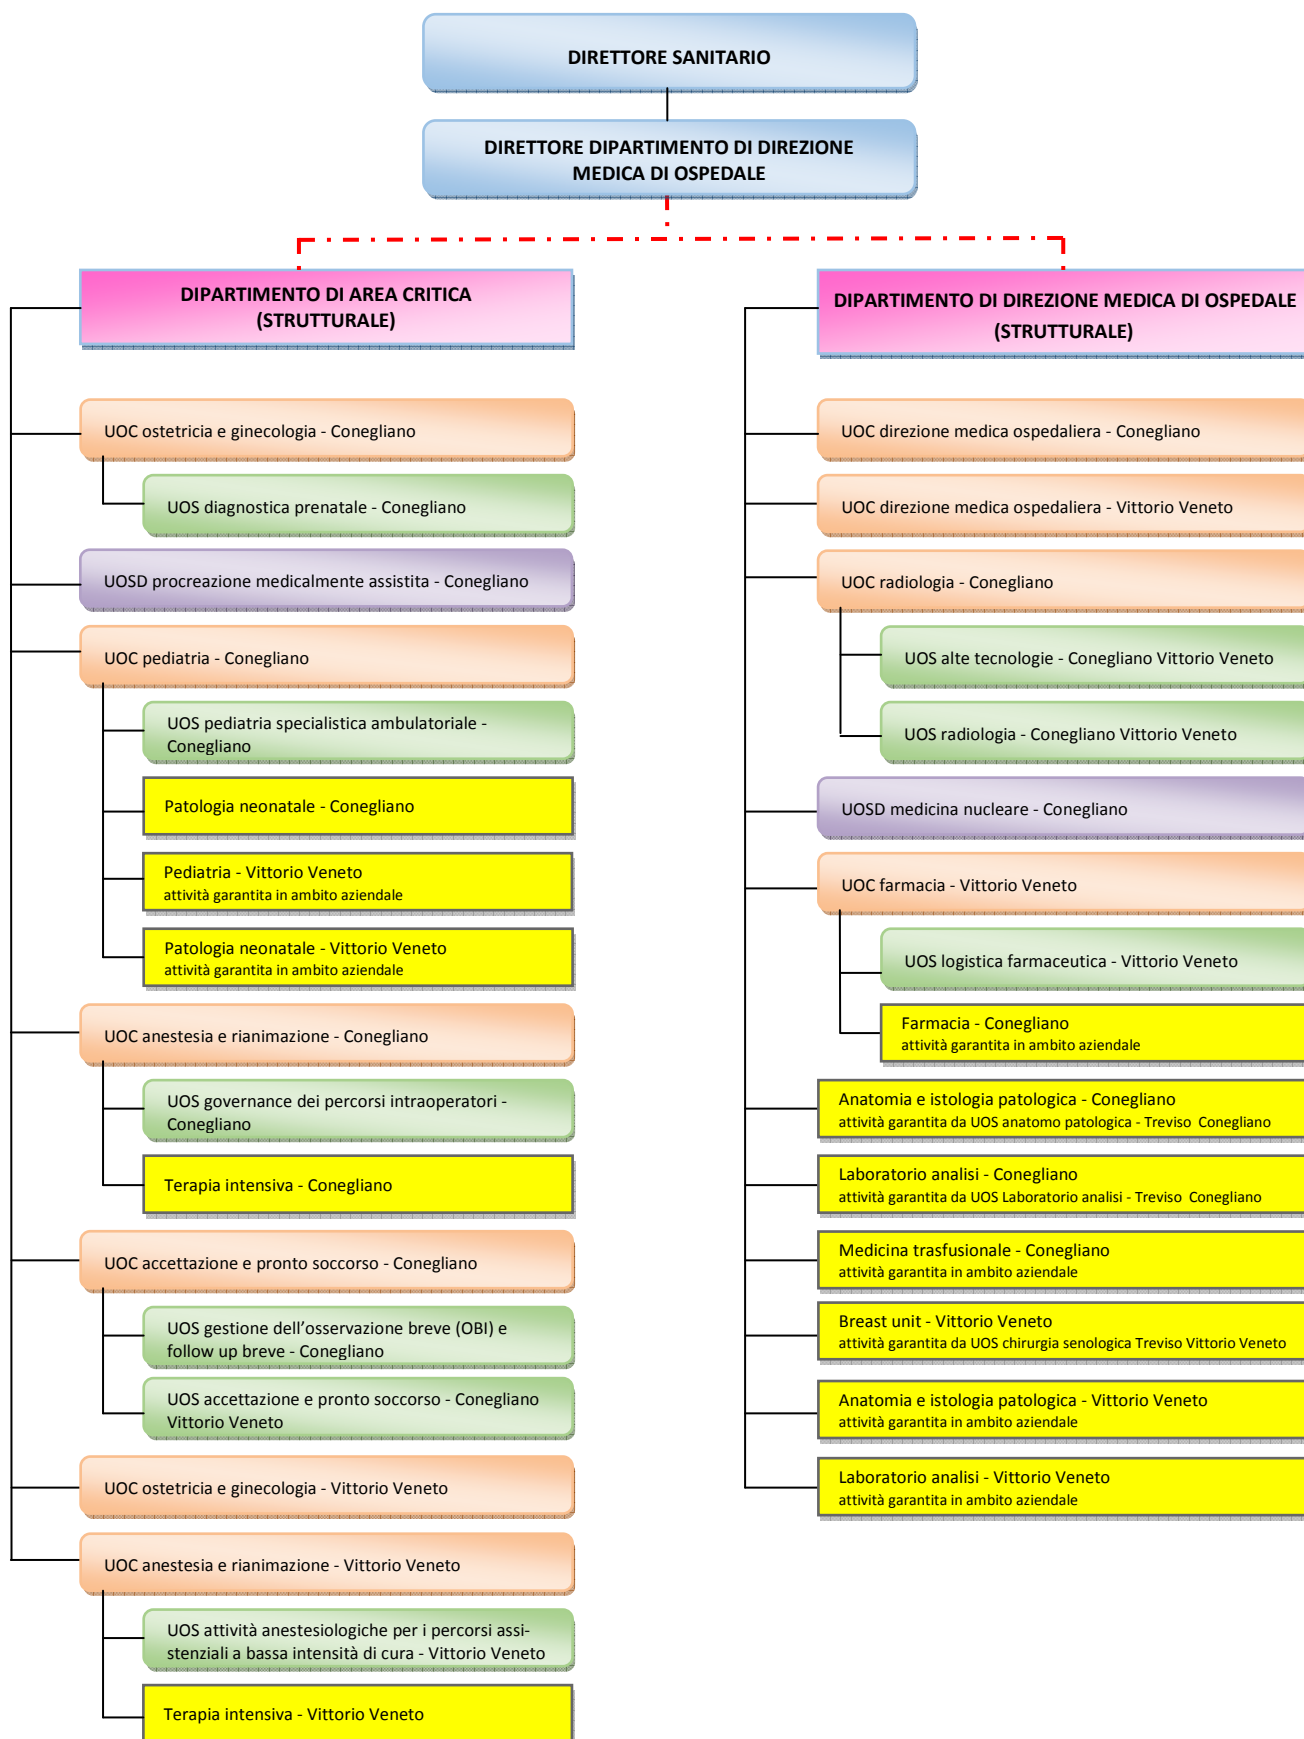 DIRETTORE SANITARIO
DIRETTORE DIPARTIMENTO DI DIREZIONE
MEDICA DI OSPEDALE
DIPARTIMENTO DI AREA CRITICA
(STRUTTURALE)
UOC ostetricia e ginecologia - Conegliano
UOS diagnostica prenatale - Conegliano
UOSD procreazione medicalmente assistita - Conegliano
UOC pediatria - Conegliano
UOS pediatria specialistica ambulatoriale -
Conegliano
Patologia neonatale - Conegliano
Pediatria - Vittorio Veneto
attività garantita in ambito aziendale
Patologia neonatale - Vittorio Veneto
attività garantita in ambito aziendale
UOC anestesia e rianimazione - Conegliano
UOS governance dei percorsi intraoperatori -
Conegliano
Terapia intensiva - Conegliano
UOC accettazione e pronto soccorso - Conegliano
UOS gestione dell’osservazione breve (OBI) e
follow up breve - Conegliano
UOS accettazione e pronto soccorso - Conegliano
Vittorio Veneto
UOC ostetricia e ginecologia - Vittorio Veneto
UOC anestesia e rianimazione - Vittorio Veneto
UOS attività anestesiologiche per i percorsi assi-
stenziali a bassa intensità di cura - Vittorio Veneto
Terapia intensiva - Vittorio Veneto
DIPARTIMENTO DI DIREZIONE MEDICA DI OSPEDALE
(STRUTTURALE)
UOC direzione medica ospedaliera - Conegliano
UOC direzione medica ospedaliera - Vittorio Veneto
UOC radiologia - Conegliano
UOS alte tecnologie - Conegliano Vittorio Veneto
UOS radiologia - Conegliano Vittorio Veneto
UOSD medicina nucleare - Conegliano
UOC farmacia - Vittorio Veneto
UOS logistica farmaceutica - Vittorio Veneto
Farmacia - Conegliano
attività garantita in ambito aziendale
Anatomia e istologia patologica - Conegliano
attività garantita da UOS anatomo patologica - Treviso  Conegliano
Laboratorio analisi - Conegliano
attività garantita da UOS Laboratorio analisi - Treviso  Conegliano
Medicina trasfusionale - Conegliano
attività garantita in ambito aziendale
Breast unit - Vittorio Veneto
attività garantita da UOS chirurgia senologica Treviso Vittorio Veneto
Anatomia e istologia patologica - Vittorio Veneto
attività garantita in ambito aziendale
Laboratorio analisi - Vittorio Veneto
attività garantita in ambito aziendale